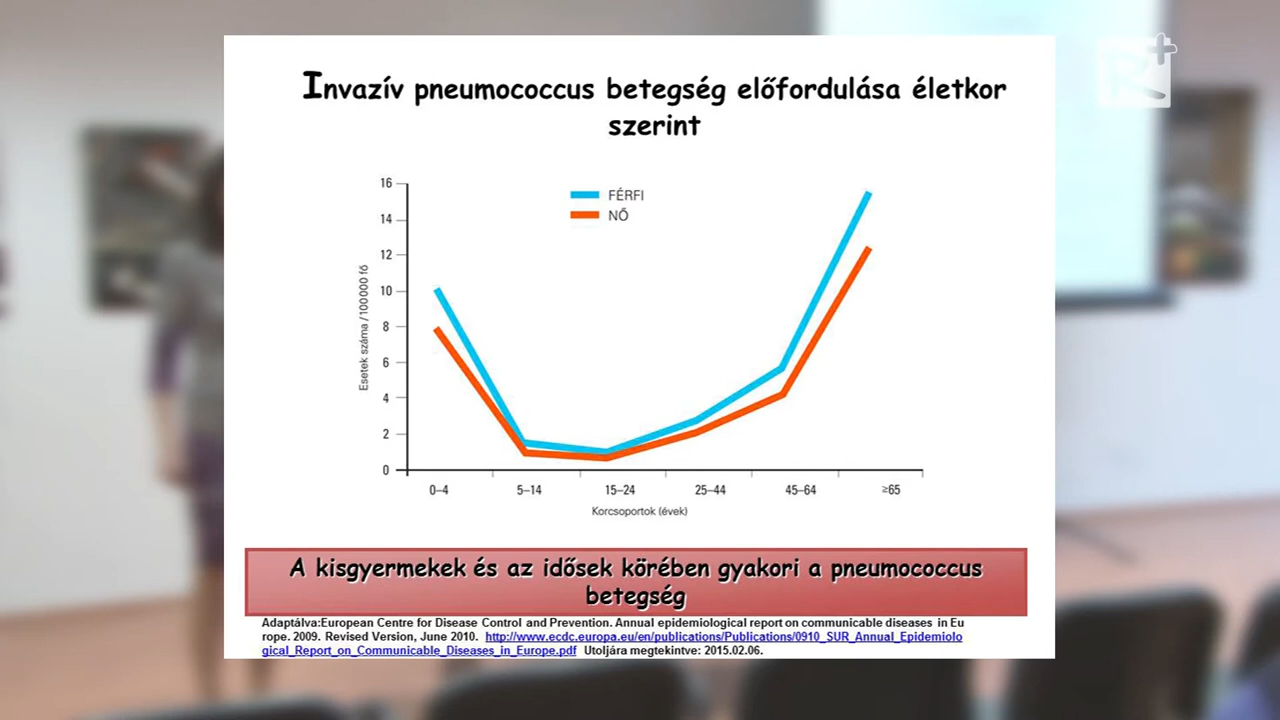 Invazív pneumococcus betegség előfordulása életkor
szerint
16
14
12
10
8
6
4
2
0
Esetek száma / 100 000 fő
FÉRFI
NŐ
0–4
5–14
15–24
25–44
45–64
≥65
Korcsoportok (évek)
A kisgyermekek és az idősek körében gyakori a pneumococcus
betegség
Adaptálva:European Centre for Disease Control and Prevention. Annual epidemiological report on communicable diseases in Eu
rope. 2009. Revised Version, June 2010. http://www.ecdc.europa.eu/en/publications/Publications/0910_SUR_Annual_Epidemiolo
gical_Report_on_Communicable_Diseases_in_Europe.pdf Utoljára megtekintve: 2015.02.06.
R+